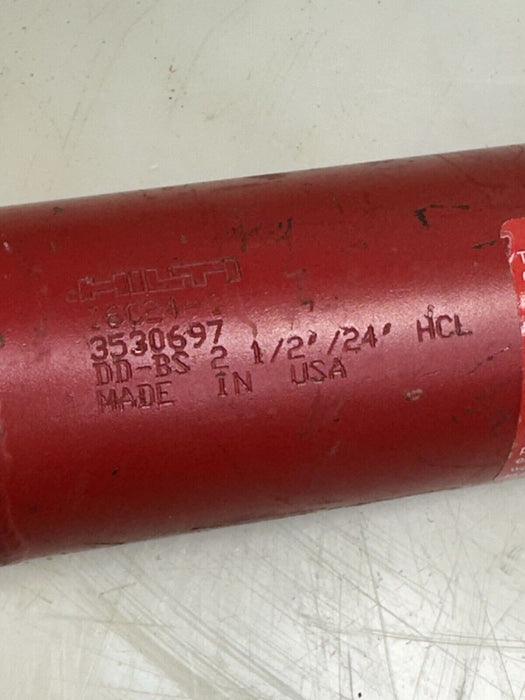 HILTI
3530697
DD-BS 2 1/2'/24' HCL
MADE IN USA